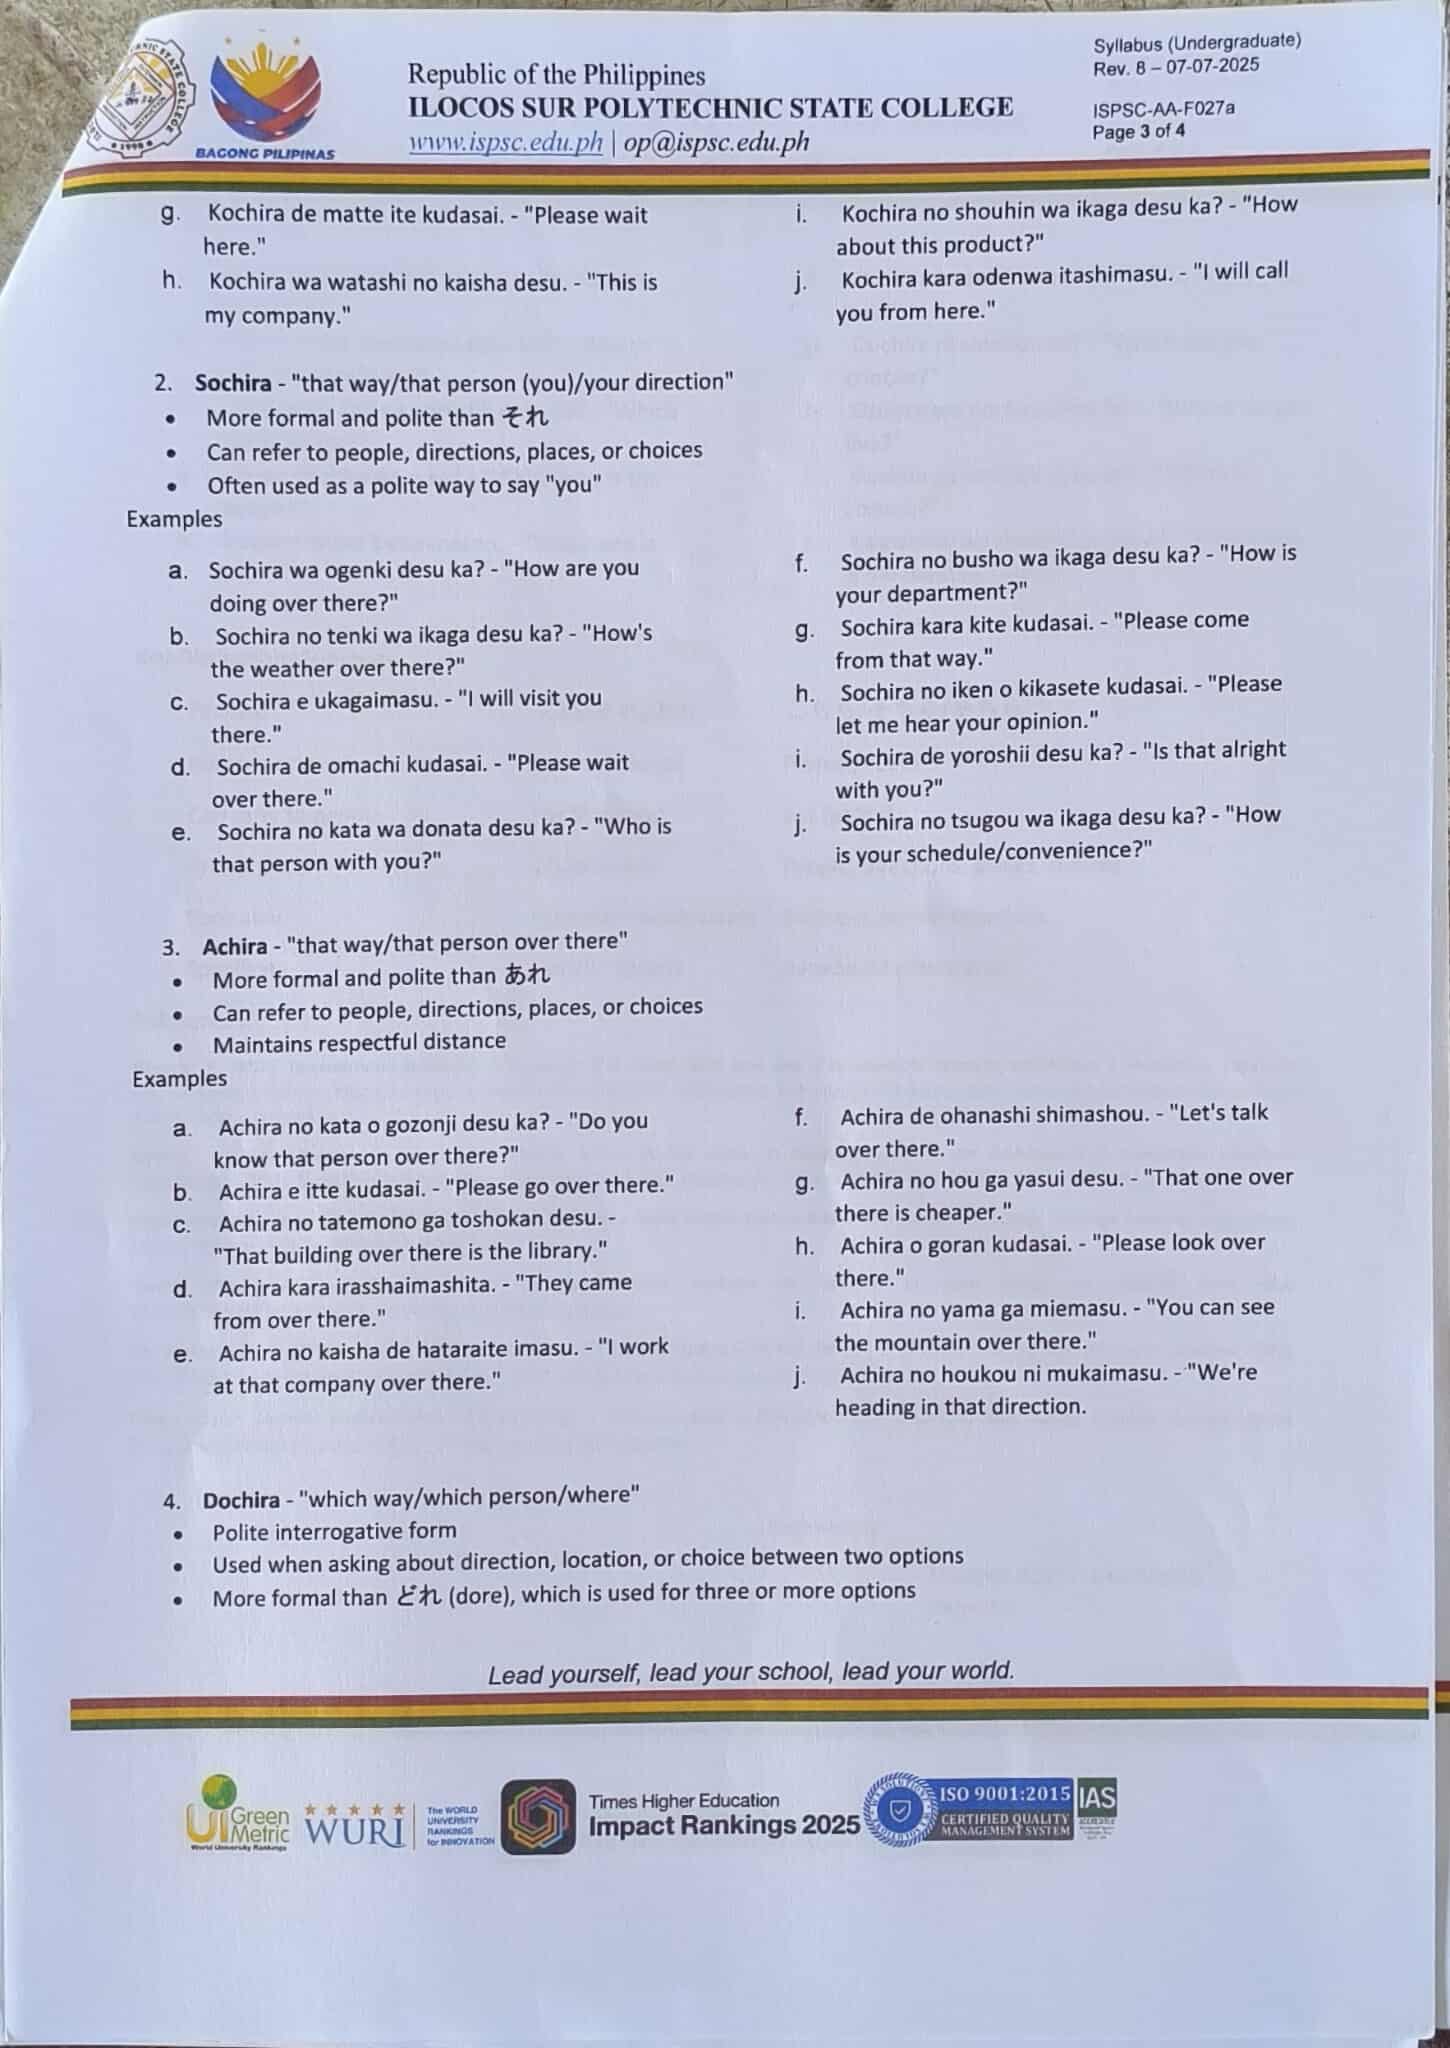 Republic of the Philippines
ILOCOS SUR POLYTECHNIC STATE COLLEGE
www.ispsc.edu.ph | op@ispsc.edu.ph
BAGONG PILIPINAS
Syllabus (Undergraduate)
Rev. 8 – 07-07-2025
ISPSC-AA-F027a
Page 3 of 4
g. Kochira de matte ite kudasai. - "Please wait
here."
h. Kochira wa watashi no kaisha desu. - "This is
my company."
i. Kochira no shouhin wa ikaga desu ka? - "How
about this product?"
j. Kochira kara odenwa itashimasu. - "I will call
you from here."
2. Sochira - "that way/that person (you)/your direction"
• More formal and polite than それ
• Can refer to people, directions, places, or choices
• Often used as a polite way to say "you"
Examples
a. Sochira wa ogenki desu ka? - "How are you
doing over there?"
b. Sochira no tenki wa ikaga desu ka? - "How's
the weather over there?"
c. Sochira e ukagaimasu. - "I will visit you
there."
d. Sochira de omachi kudasai. - "Please wait
over there."
e. Sochira no kata wa donata desu ka? - "Who is
that person with you?"
f. Sochira no busho wa ikaga desu ka? - "How is
your department?"
g. Sochira kara kite kudasai. - "Please come
from that way."
h. Sochira no iken o kikasete kudasai. - "Please
let me hear your opinion."
i. Sochira de yoroshii desu ka? - "Is that alright
with you?"
j. Sochira no tsugou wa ikaga desu ka? - "How
is your schedule/convenience?"
3. Achira - "that way/that person over there"
• More formal and polite than あれ
• Can refer to people, directions, places, or choices
• Maintains respectful distance
Examples
a. Achira no kata o gozonji desu ka? - "Do you
know that person over there?"
b. Achira e itte kudasai. - "Please go over there."
c. Achira no tatemono ga toshokan desu. -
"That building over there is the library."
d. Achira kara irasshaimashita. - "They came
from over there."
e. Achira no kaisha de hataraite imasu. - "I work
at that company over there."
f. Achira de ohanashi shimashou. - "Let's talk
over there."
g. Achira no hou ga yasui desu. - "That one over
there is cheaper."
h. Achira o goran kudasai. - "Please look over
there."
i. Achira no yama ga miemasu. - "You can see
the mountain over there."
j. Achira no houkou ni mukaimasu. - "We're
heading in that direction.
4. Dochira - "which way/which person/where"
• Polite interrogative form
• Used when asking about direction, location, or choice between two options
• More formal than どれ (dore), which is used for three or more options
Lead yourself, lead your school, lead your world.
UI Green
Metric
World University Rankings
WURI
The WORLD
UNIVERSITY
RANKINGS
for INNOVATION
Times Higher Education
Impact Rankings 2025
ISO 9001:2015
CERTIFIED QUALITY
MANAGEMENT SYSTEM
IAS